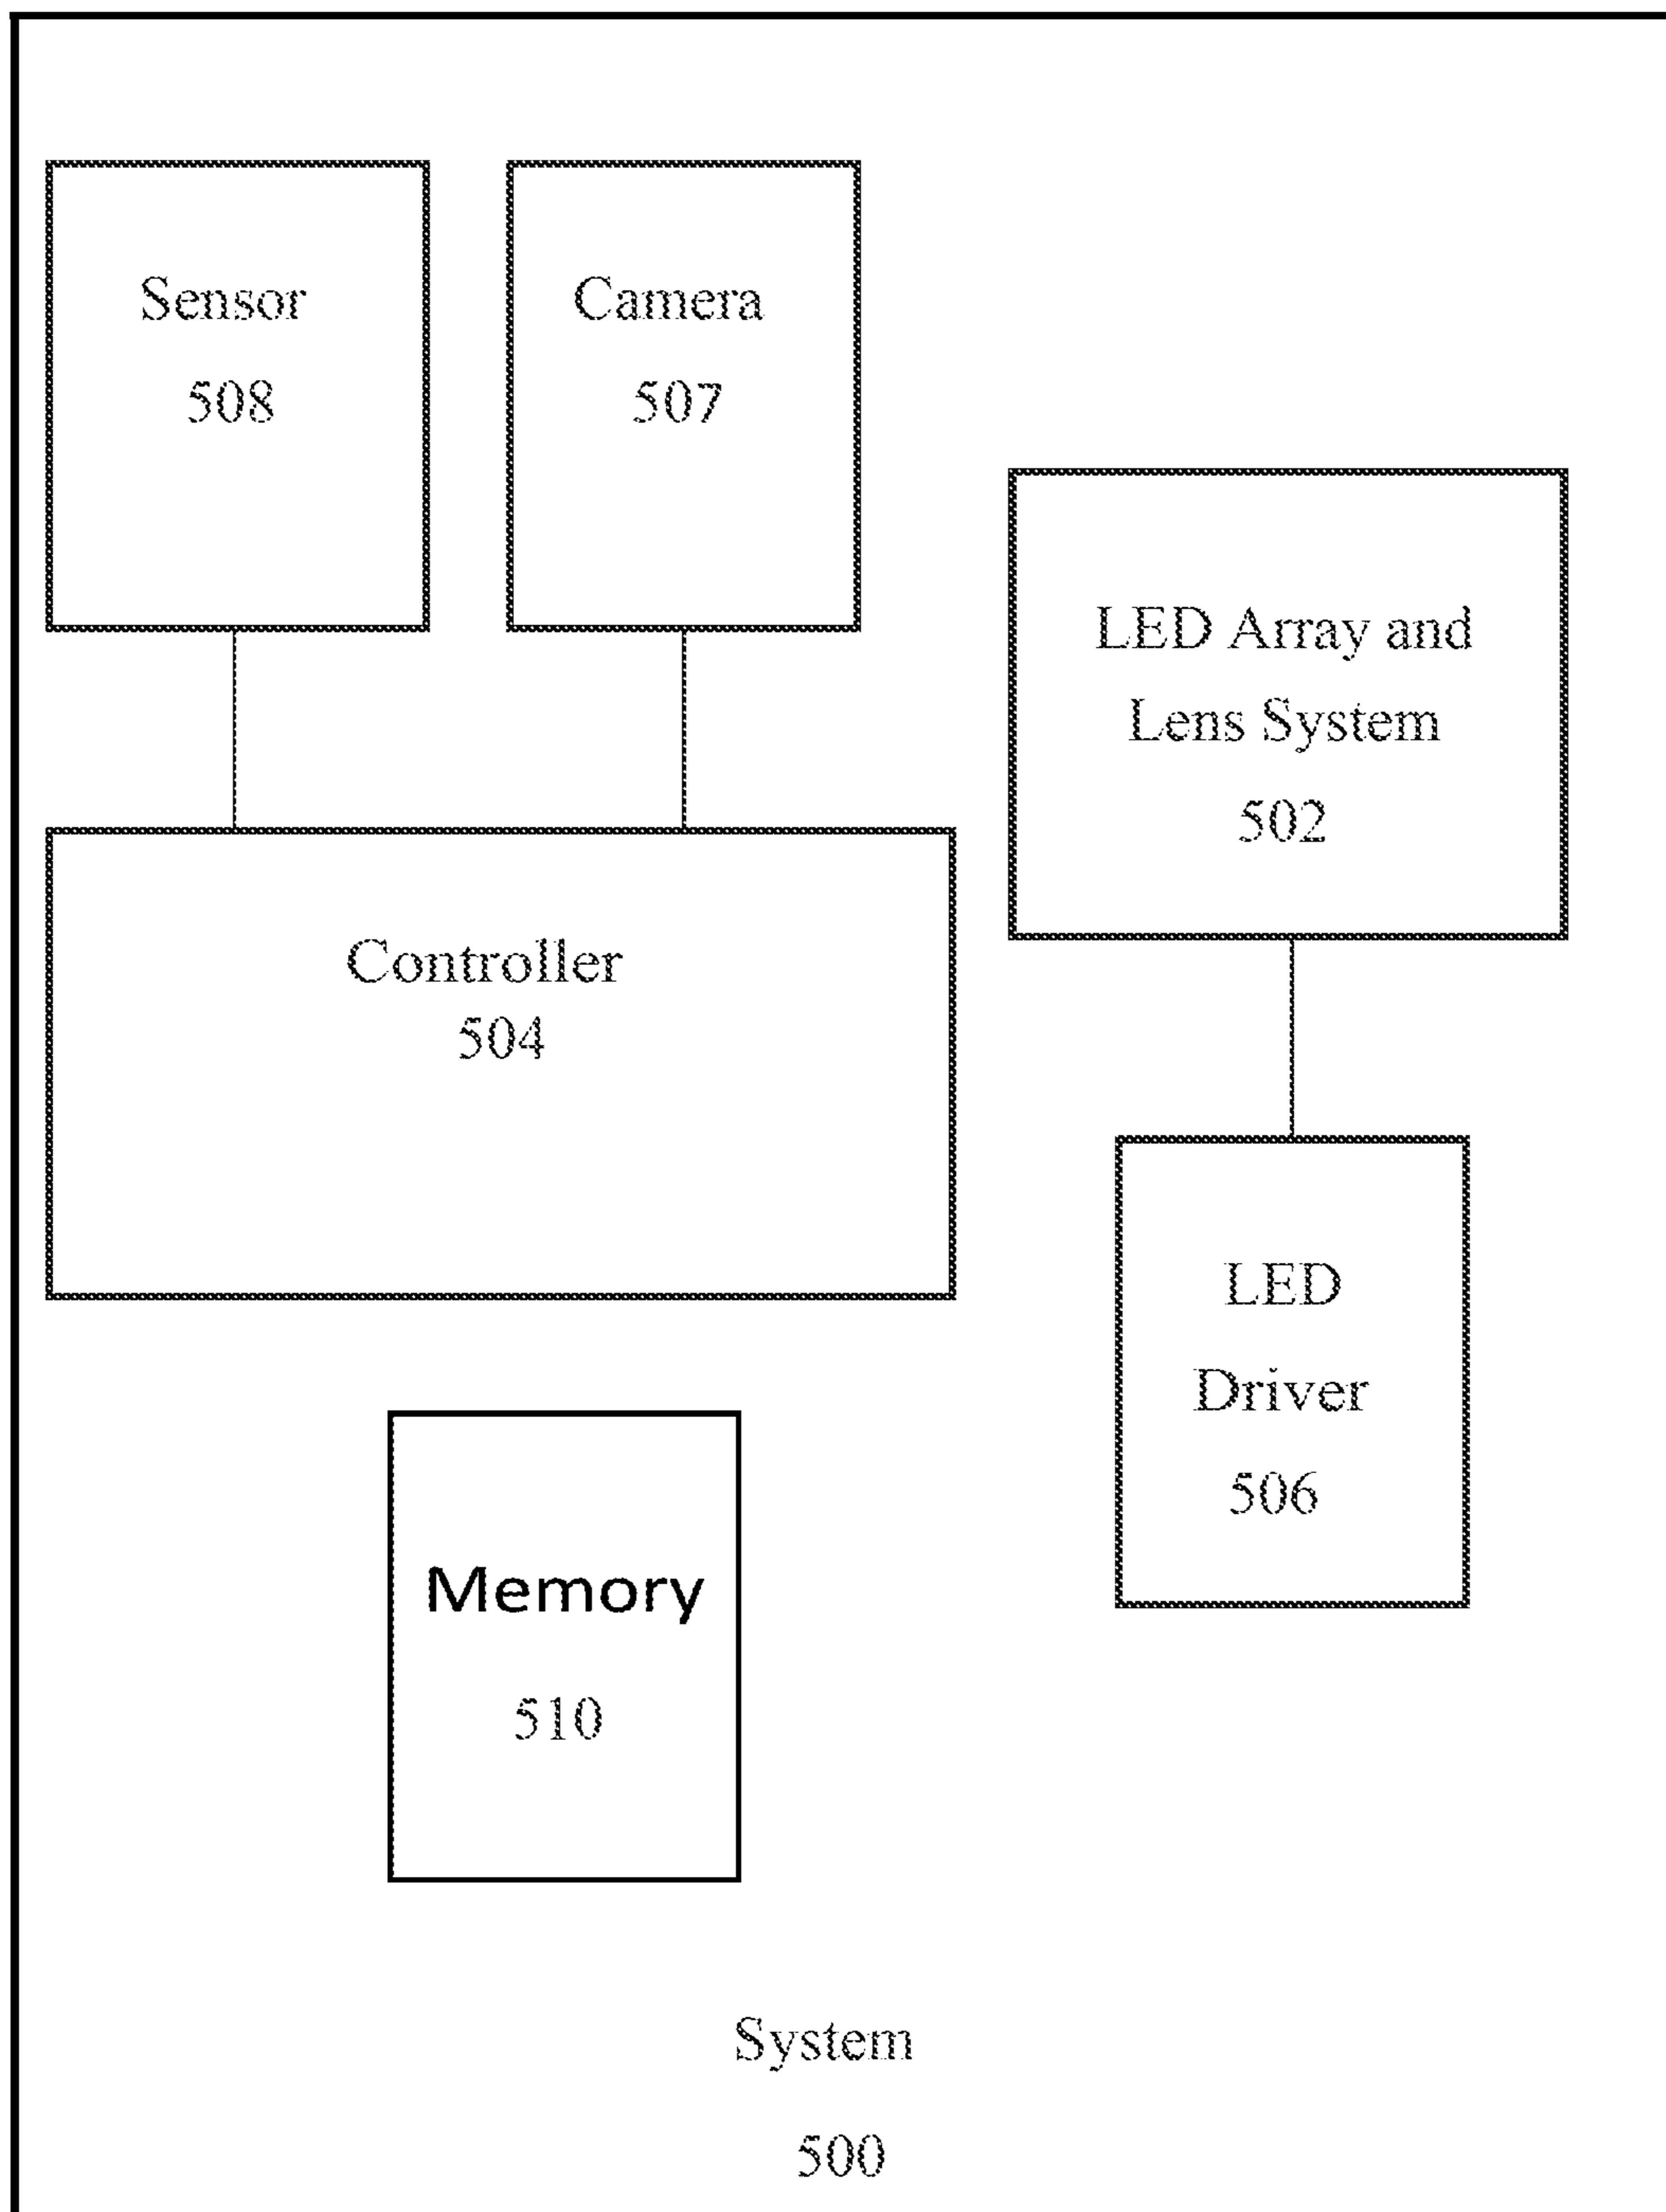 Sensor
508
Camera
507
LED Array and
Lens System
502
Controller
504
LED
Driver
506
Memory
510
System
500